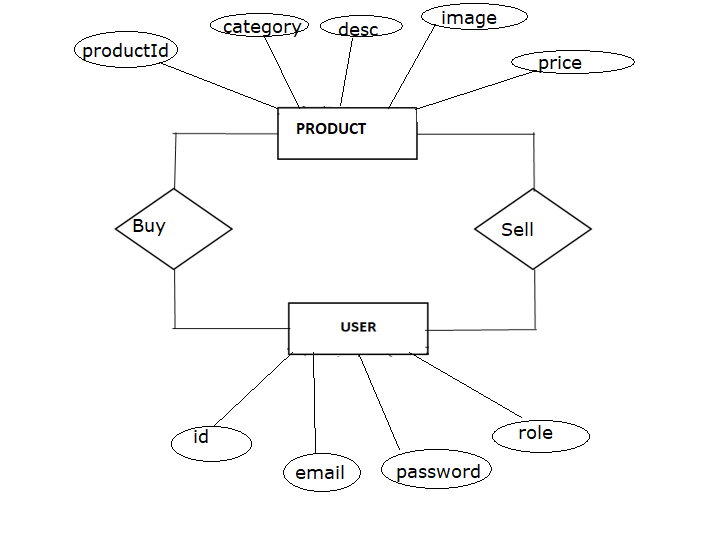 image
category
desc
productId
price
PRODUCT
Buy
Sell
USER
id
role
email
password